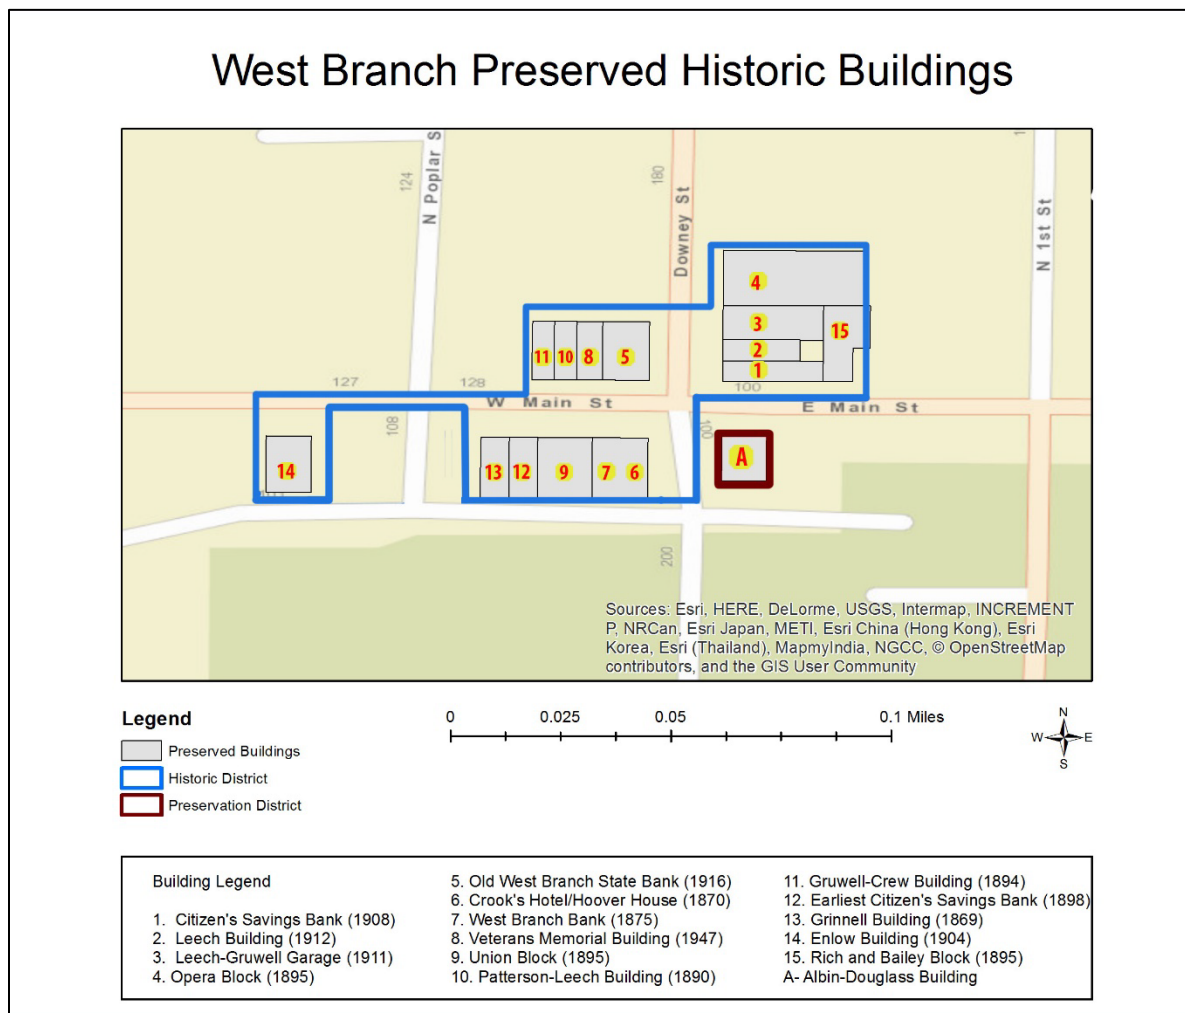 West Branch Preserved Historic Buildings
N Poplar S
124
180
Downey St
N 1st St
4
3
15
2
1
11
10
8
5
127
128
100
W Main St
E Main St
108
100
14
13
12
9
7
6
A
200
Sources: Esri, HERE, DeLorme, USGS, Intermap, INCREMENT
P, NRCan, Esri Japan, METI, Esri China (Hong Kong), Esri
Korea, Esri (Thailand), MapmyIndia, NGCC, © OpenStreetMap
contributors, and the GIS User Community
Legend
Preserved Buildings
Historic District
Preservation District
0 0.025 0.05 0.1 Miles
N
W E
S
Building Legend
1. Citizen's Savings Bank (1908)
2. Leech Building (1912)
3. Leech-Gruwell Garage (1911)
4. Opera Block (1895)
5. Old West Branch State Bank (1916)
6. Crook's Hotel/Hoover House (1870)
7. West Branch Bank (1875)
8. Veterans Memorial Building (1947)
9. Union Block (1895)
10. Patterson-Leech Building (1890)
11. Gruwell-Crew Building (1894)
12. Earliest Citizen's Savings Bank (1898)
13. Grinnell Building (1869)
14. Enlow Building (1904)
15. Rich and Bailey Block (1895)
A- Albin-Douglass Building